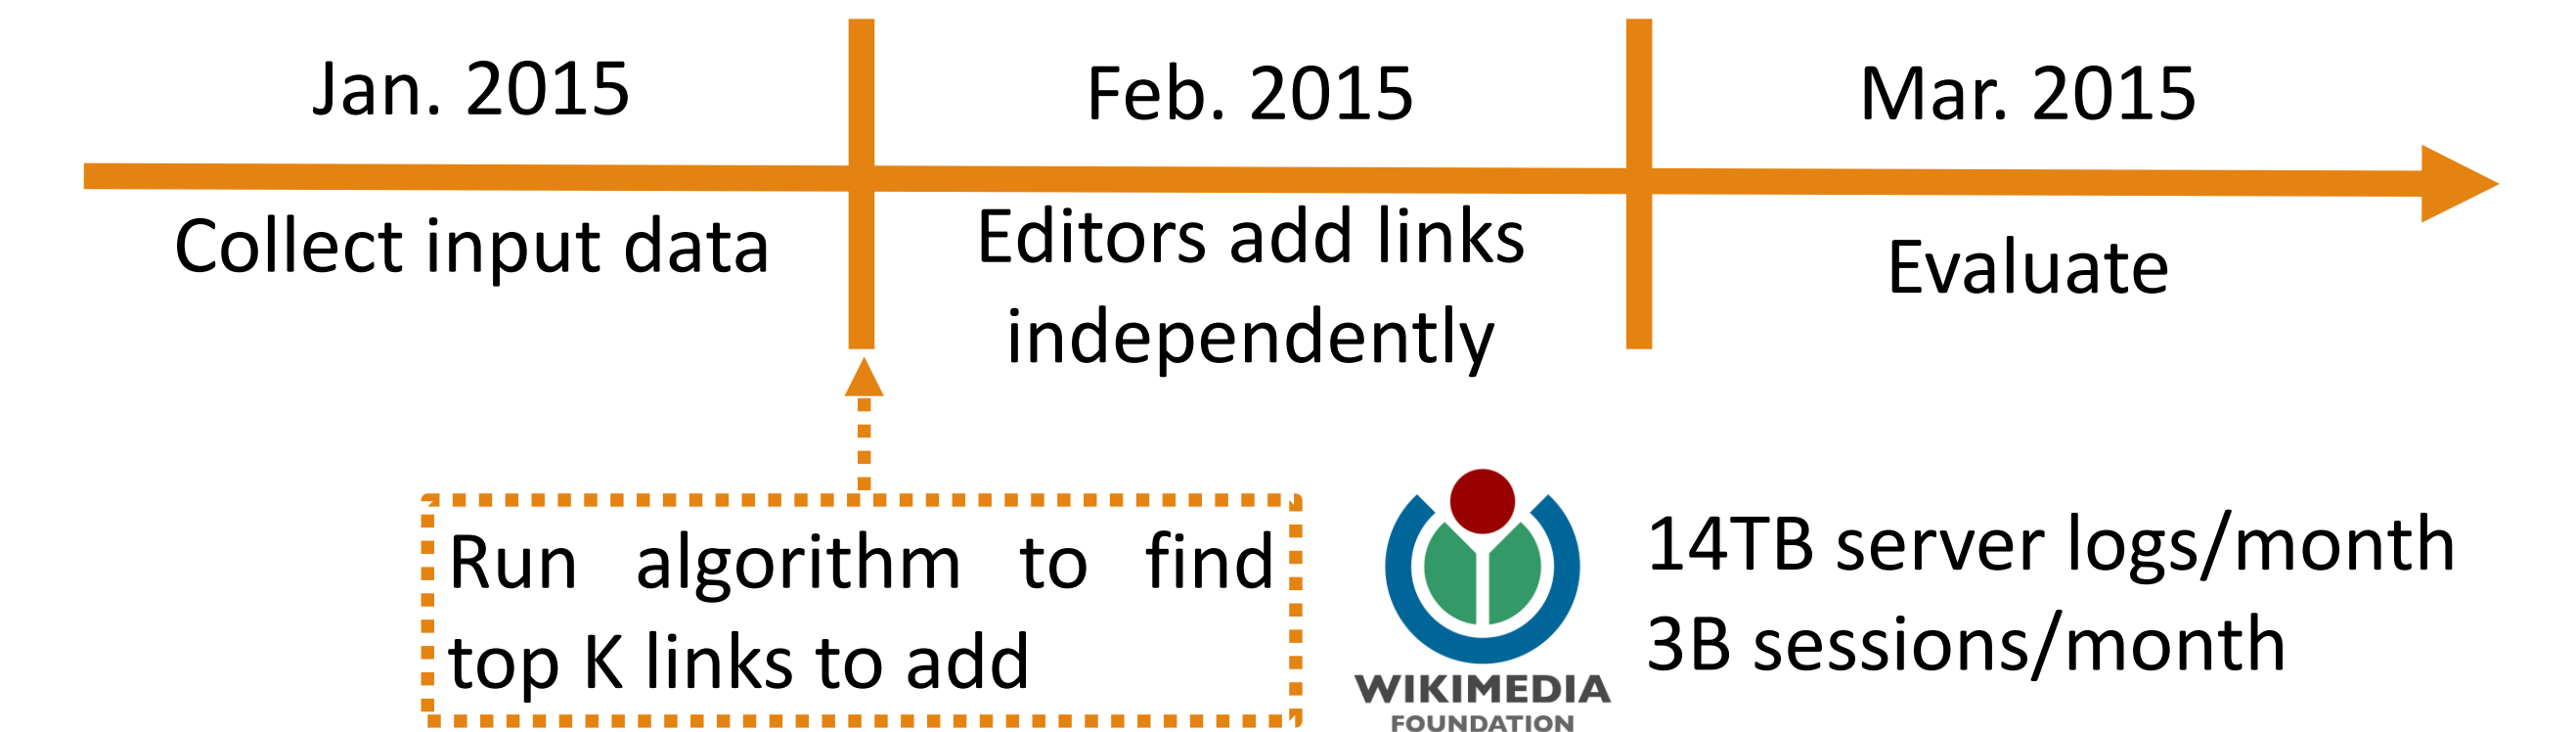 Jan. 2015
Feb. 2015
Mar. 2015
Collect input data
Editors add links
independently
Evaluate
Run algorithm to find
top K links to add
WIKIMEDIA
FOUNDATION
14TB server logs/month
3B sessions/month